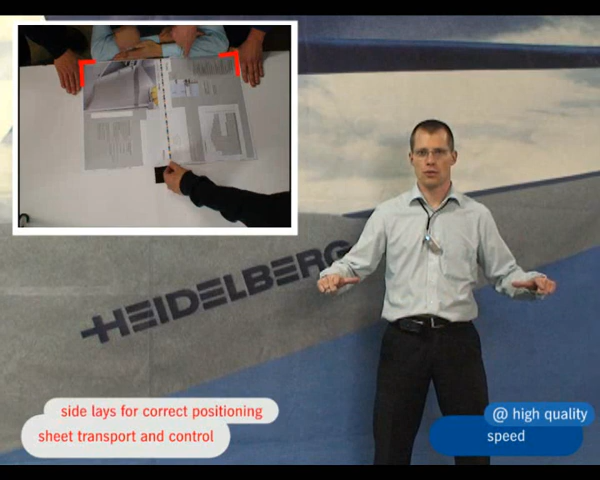 HEIDELBERG
side lays for correct positioning
sheet transport and control
@ high quality
speed